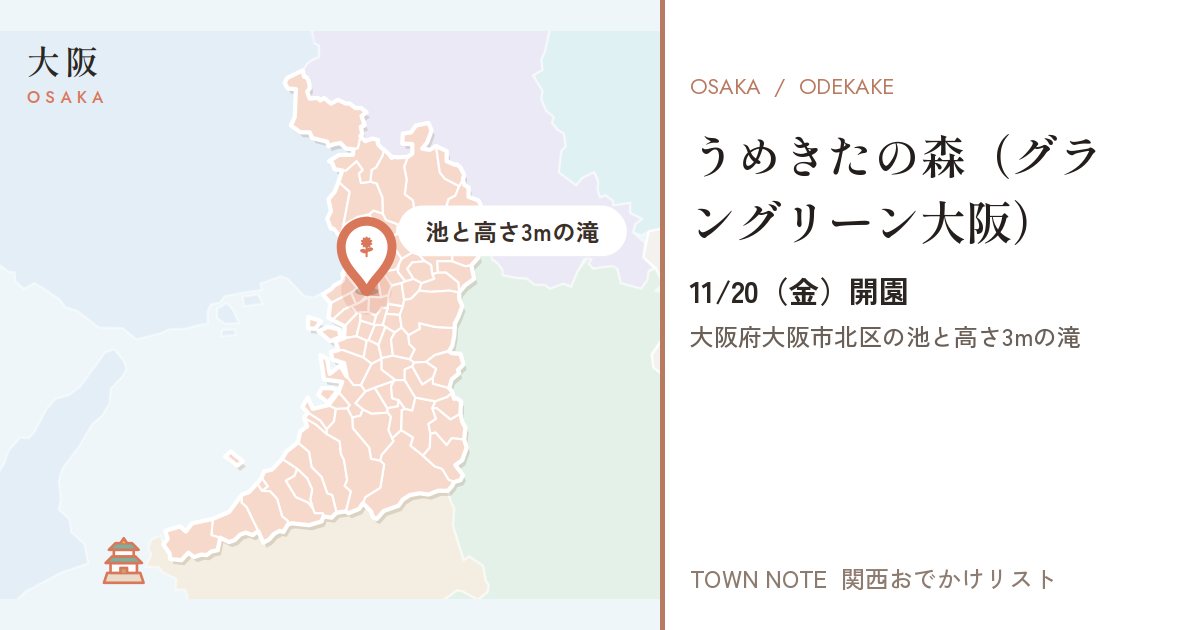 大阪
OSAKA
池と高さ3mの滝
OSAKA / ODEKAKE
うめきたの森（グラ
ングリーン大阪）
11/20（金）開園
大阪府大阪市北区の池と高さ3mの滝
TOWN NOTE 関西おでかけリスト